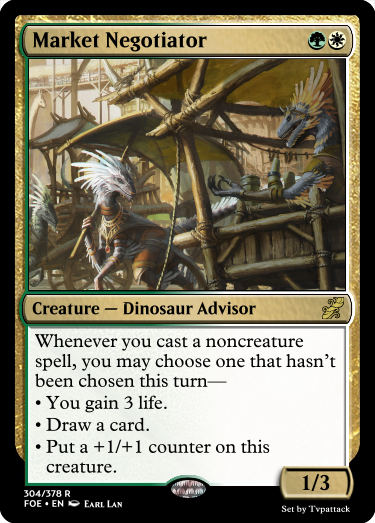 Market Negotiator
Creature — Dinosaur Advisor
Whenever you cast a noncreature
spell, you may choose one that hasn't
been chosen this turn—
• You gain 3 life.
• Draw a card.
• Put a +1/+1 counter on this
creature.
1/3
304/378 R
FOE • EN Earl Lan
Set by Tvpattack